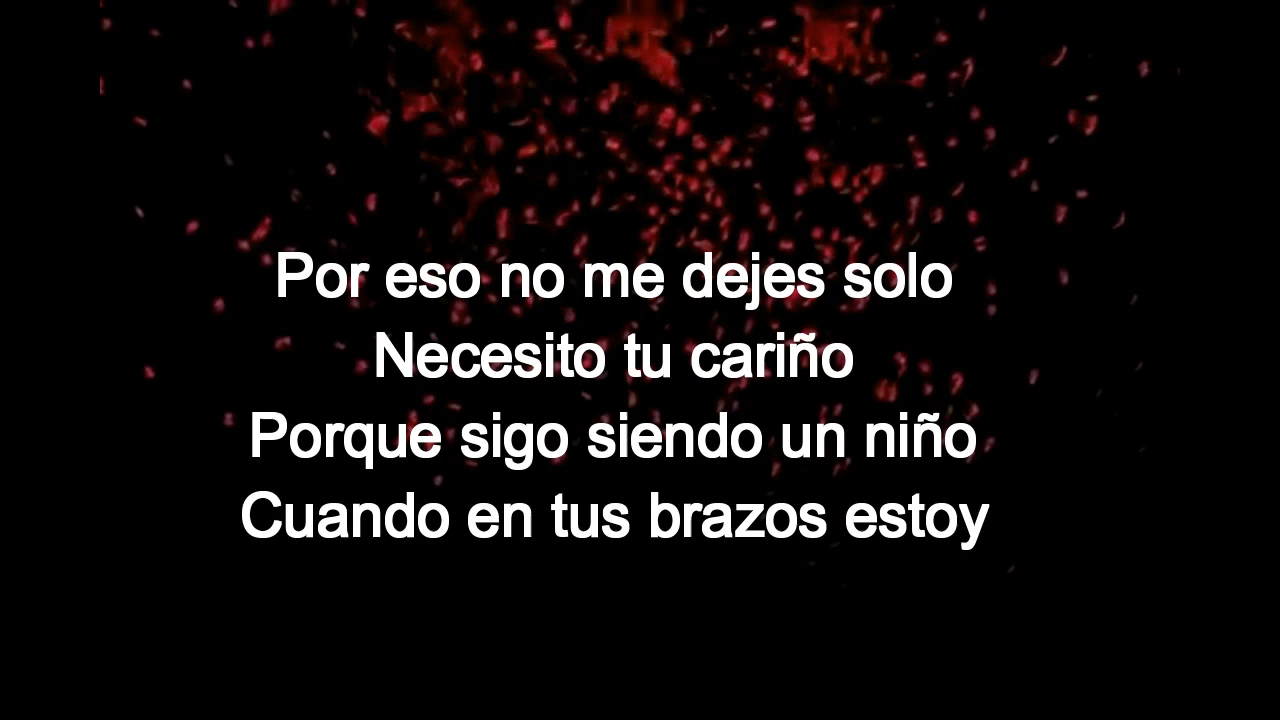 Por eso no me dejes solo
Necesito tu cariño
Porque sigo siendo un niño
Cuando en tus brazos estoy